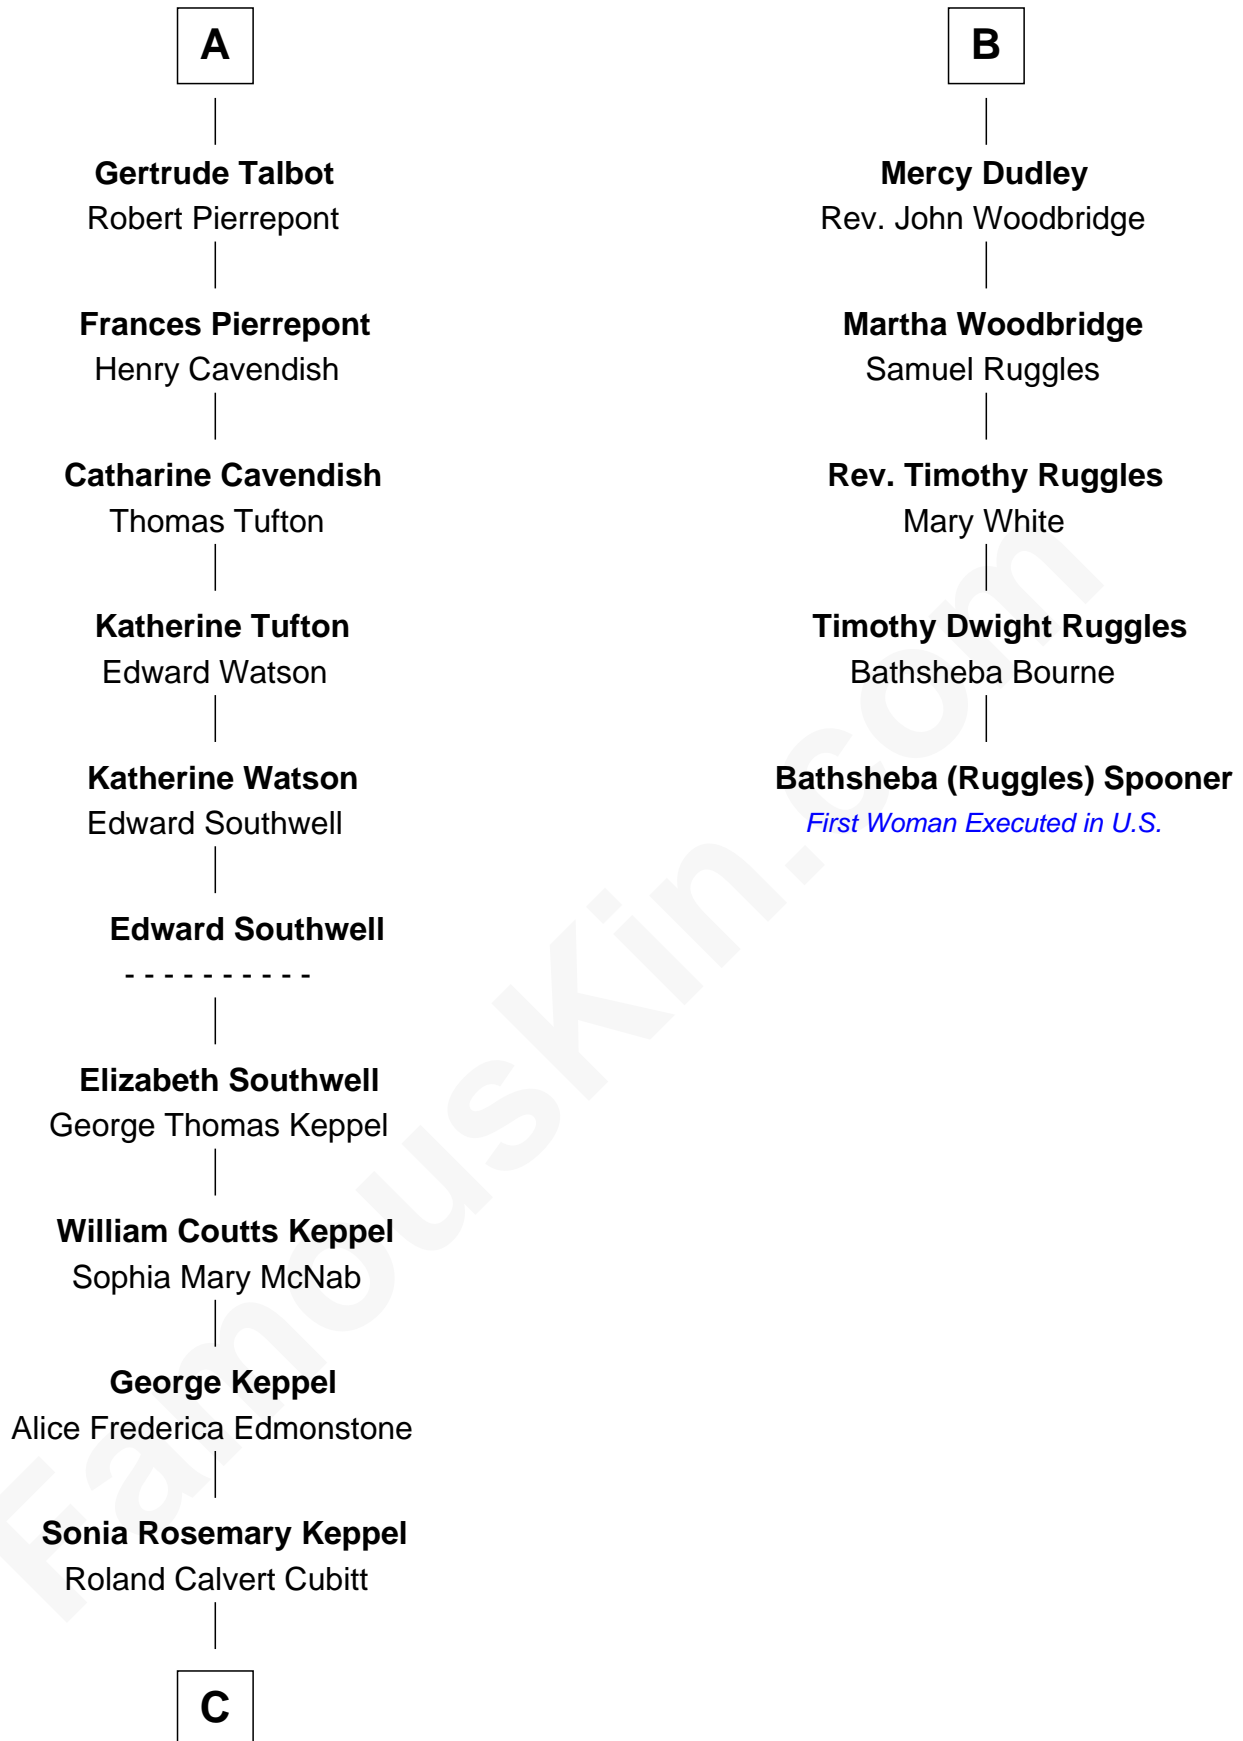 A
Gertrude Talbot
Robert Pierrepont
Frances Pierrepont
Henry Cavendish
Catharine Cavendish
Thomas Tufton
Katherine Tufton
Edward Watson
Katherine Watson
Edward Southwell
Edward Southwell
- - - - - - - - - -
Elizabeth Southwell
George Thomas Keppel
William Coutts Keppel
Sophia Mary McNab
George Keppel
Alice Frederica Edmonstone
Sonia Rosemary Keppel
Roland Calvert Cubitt
C
B
Mercy Dudley
Rev. John Woodbridge
Martha Woodbridge
Samuel Ruggles
Rev. Timothy Ruggles
Mary White
Timothy Dwight Ruggles
Bathsheba Bourne
Bathsheba (Ruggles) Spooner
First Woman Executed in U.S.
FamousKin.com